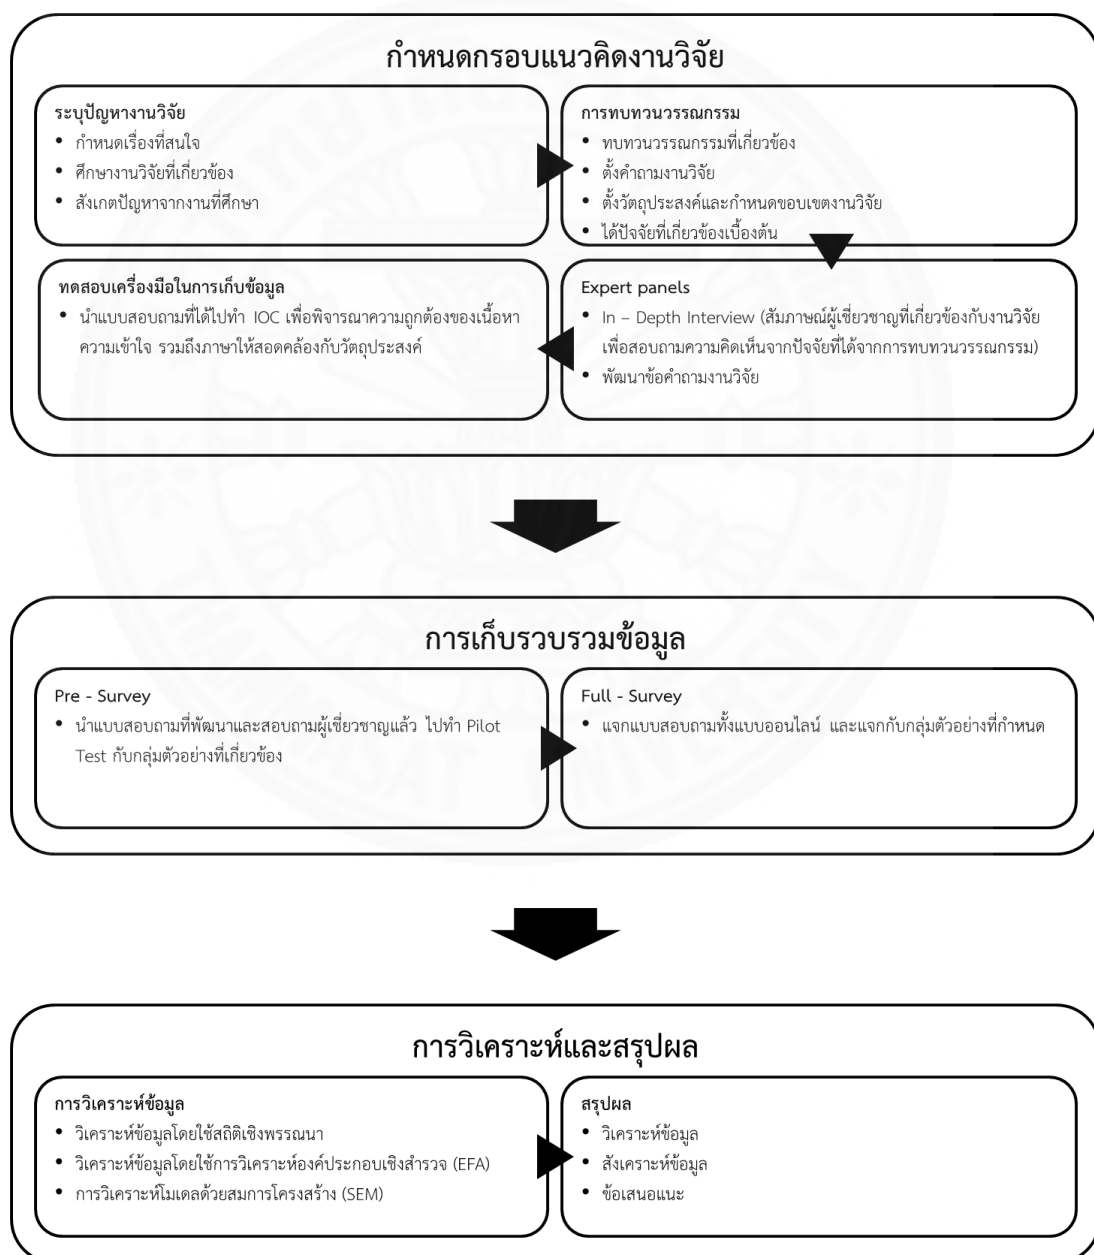 กำหนดกรอบแนวคิดงานวิจัย
ระบุปัญหางานวิจัย
• กำหนดเรื่องที่สนใจ
• ศึกษางานวิจัยที่เกี่ยวข้อง
• สังเกตปัญหาจากงานที่ศึกษา
การทบทวนวรรณกรรม
• ทบทวนวรรณกรรมที่เกี่ยวข้อง
• ตั้งคำถามงานวิจัย
• ตั้งวัตถุประสงค์และกำหนดขอบเขตงานวิจัย
• ได้ปัจจัยที่เกี่ยวข้องเบื้องต้น
Expert panels
• In – Depth Interview (สัมภาษณ์ผู้เชี่ยวชาญที่เกี่ยวข้องกับงานวิจัย
เพื่อสอบถามความคิดเห็นจากปัจจัยที่ได้จากการทบทวนวรรณกรรม)
• พัฒนาข้อคำถามงานวิจัย
ทดสอบเครื่องมือในการเก็บข้อมูล
• นำแบบสอบถามที่ได้ไปทำ IOC เพื่อพิจารณาความถูกต้องของเนื้อหา
ความเข้าใจ รวมถึงภาษาให้สอดคล้องกับวัตถุประสงค์
การเก็บรวบรวมข้อมูล
Pre - Survey
• นำแบบสอบถามที่พัฒนาและสอบถามผู้เชี่ยวชาญแล้ว ไปทำ Pilot
Test กับกลุ่มตัวอย่างที่เกี่ยวข้อง
Full - Survey
• แจกแบบสอบถามทั้งแบบออนไลน์ และแจกกับกลุ่มตัวอย่างที่กำหนด
การวิเคราะห์และสรุปผล
การวิเคราะห์ข้อมูล
• วิเคราะห์ข้อมูลโดยใช้สถิติเชิงพรรณนา
• วิเคราะห์ข้อมูลโดยใช้การวิเคราะห์องค์ประกอบเชิงสำรวจ (EFA)
• การวิเคราะห์โมเดลด้วยสมการโครงสร้าง (SEM)
สรุปผล
• วิเคราะห์ข้อมูล
• สังเคราะห์ข้อมูล
• ข้อเสนอแนะ